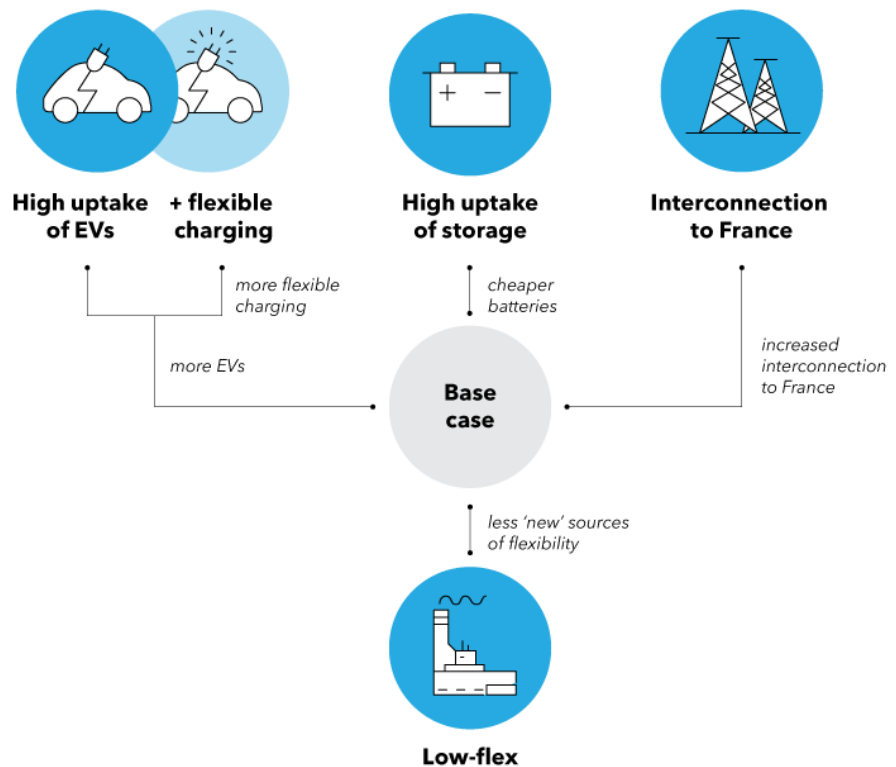 High uptake
of EVs
+ flexible
charging
High uptake
of storage
Interconnection
to France
more flexible
charging
cheaper
batteries
more EVs
increased
interconnection
to France
+ −
Base
case
less ‘new’ sources
of flexibility
Low-flex